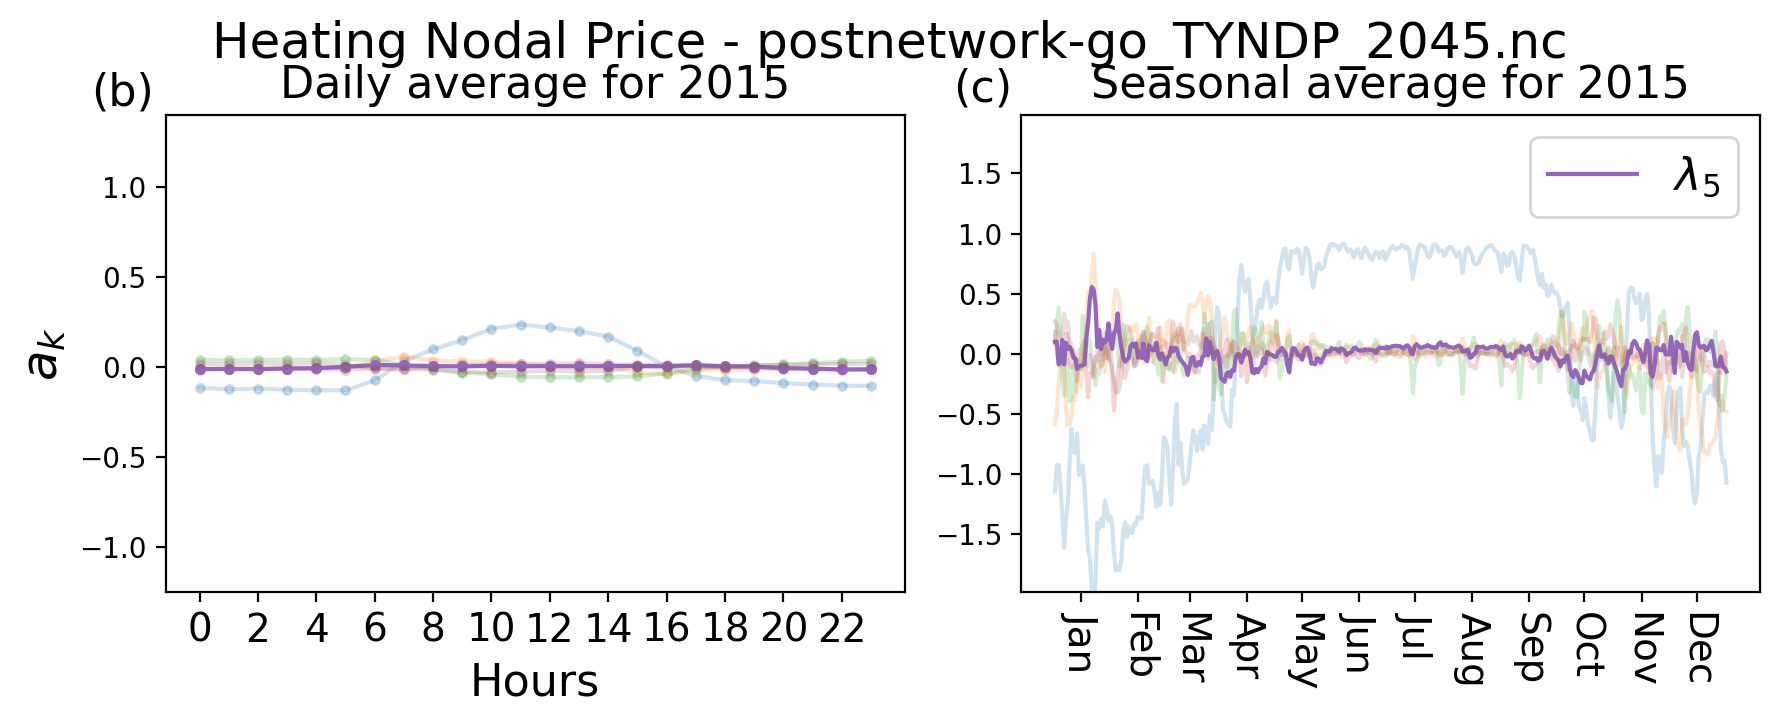 Heating Nodal Price - postnetwork-go_TYNDP_2045.nc
(b) Daily average for 2015
1.0
0.5
0.0
−0.5
−1.0
a_k
0 2 4 6 8 10 12 14 16 18 20 22
Hours
(c) Seasonal average for 2015
λ_5
1.5
1.0
0.5
0.0
−0.5
−1.0
−1.5
Jan Feb Mar Apr May Jun Jul Aug Sep Oct Nov Dec